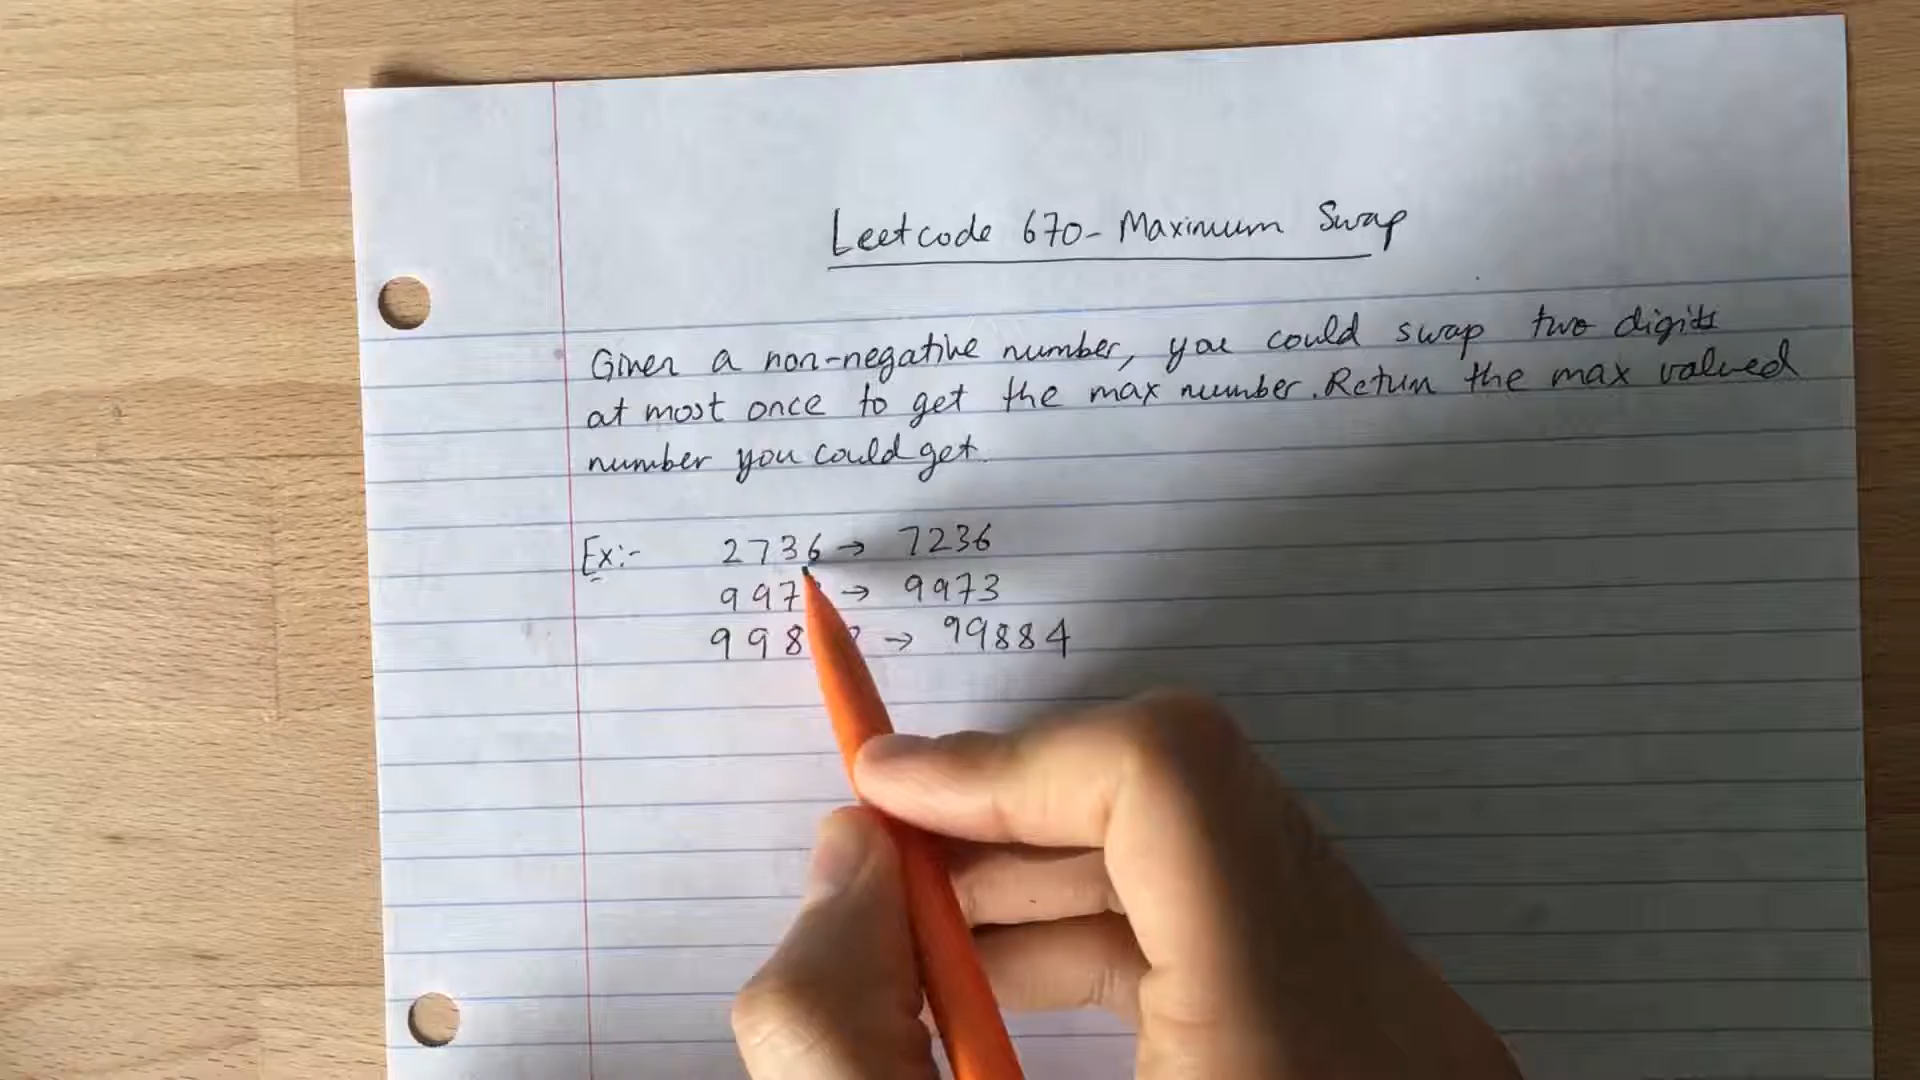 Leetcode 670- Maximum Swap
Given a non-negative number, you could swap two digits
at most once to get the max number. Return the max valued
number you could get.
Ex:- 2736 → 7236
997 → 9973
998 → 99884